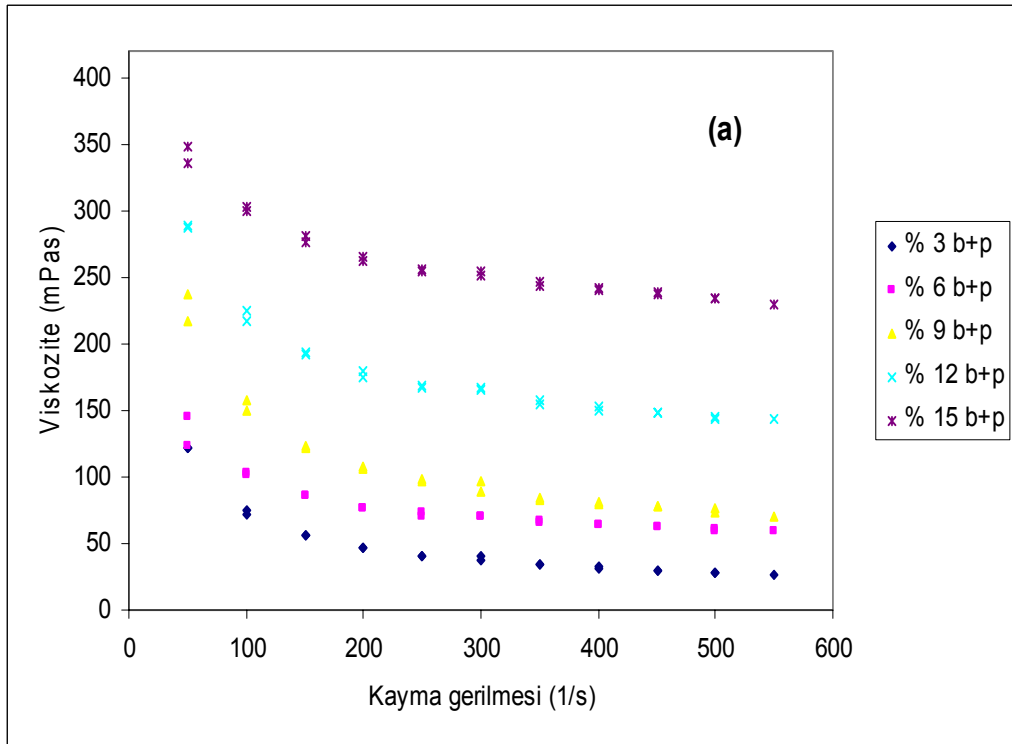 (a)
Viskozite (mPas)
400
350
300
250
200
150
100
50
0
0 100 200 300 400 500 600
Kayma gerilmesi (1/s)
% 3 b+p
% 6 b+p
% 9 b+p
% 12 b+p
% 15 b+p